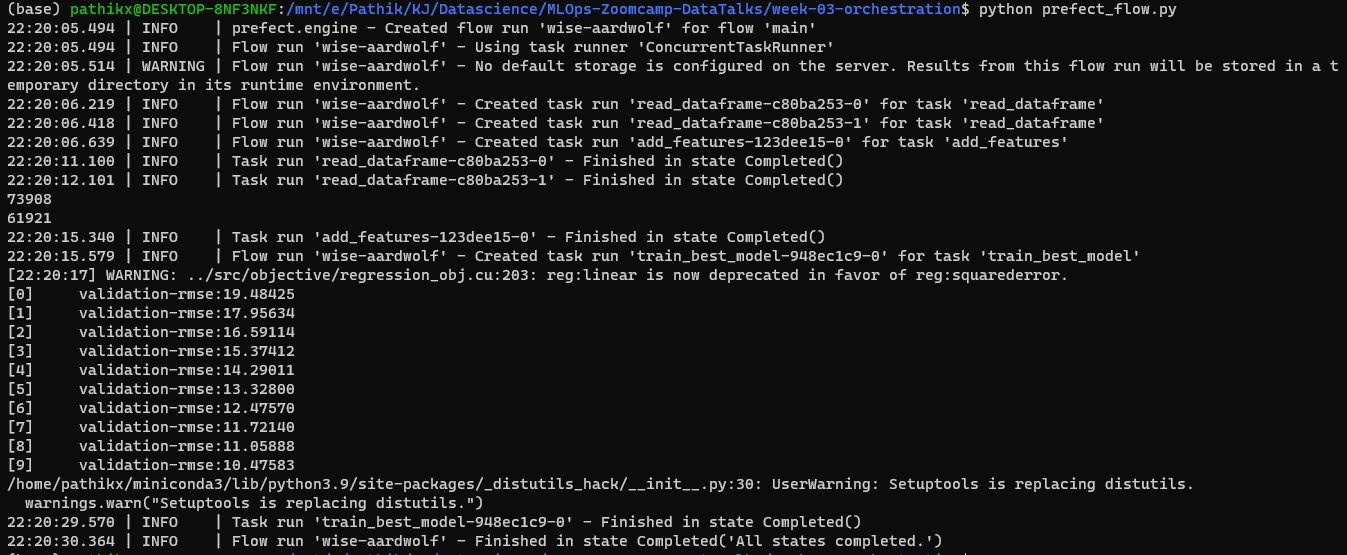 (base) pathikx@DESKTOP-8NF3NKF:/mnt/e/Pathik/KJ/Datascience/MLOps-Zoomcamp-DataTalks/week-03-orchestration$ python prefect_flow.py
22:20:05.494 | INFO    | prefect.engine - Created flow run 'wise-aardwolf' for flow 'main'
22:20:05.494 | INFO    | Flow run 'wise-aardwolf' - Using task runner 'ConcurrentTaskRunner'
22:20:05.514 | WARNING | Flow run 'wise-aardwolf' - No default storage is configured on the server. Results from this flow run will be stored in a t
emporary directory in its runtime environment.
22:20:06.219 | INFO    | Flow run 'wise-aardwolf' - Created task run 'read_dataframe-c80ba253-0' for task 'read_dataframe'
22:20:06.418 | INFO    | Flow run 'wise-aardwolf' - Created task run 'read_dataframe-c80ba253-1' for task 'read_dataframe'
22:20:06.639 | INFO    | Flow run 'wise-aardwolf' - Created task run 'add_features-123dee15-0' for task 'add_features'
22:20:11.100 | INFO    | Task run 'read_dataframe-c80ba253-0' - Finished in state Completed()
22:20:12.101 | INFO    | Task run 'read_dataframe-c80ba253-1' - Finished in state Completed()
73908
61921
22:20:15.340 | INFO    | Task run 'add_features-123dee15-0' - Finished in state Completed()
22:20:15.579 | INFO    | Flow run 'wise-aardwolf' - Created task run 'train_best_model-948ec1c9-0' for task 'train_best_model'
[22:20:17] WARNING: ../src/objective/regression_obj.cu:203: reg:linear is now deprecated in favor of reg:squarederror.
[0]     validation-rmse:19.48425
[1]     validation-rmse:17.95634
[2]     validation-rmse:16.59114
[3]     validation-rmse:15.37412
[4]     validation-rmse:14.29011
[5]     validation-rmse:13.32800
[6]     validation-rmse:12.47570
[7]     validation-rmse:11.72140
[8]     validation-rmse:11.05888
[9]     validation-rmse:10.47583
/home/pathikx/miniconda3/lib/python3.9/site-packages/_distutils_hack/__init__.py:30: UserWarning: Setuptools is replacing distutils.
  warnings.warn("Setuptools is replacing distutils.")
22:20:29.570 | INFO    | Task run 'train_best_model-948ec1c9-0' - Finished in state Completed()
22:20:30.364 | INFO    | Flow run 'wise-aardwolf' - Finished in state Completed('All states completed.')